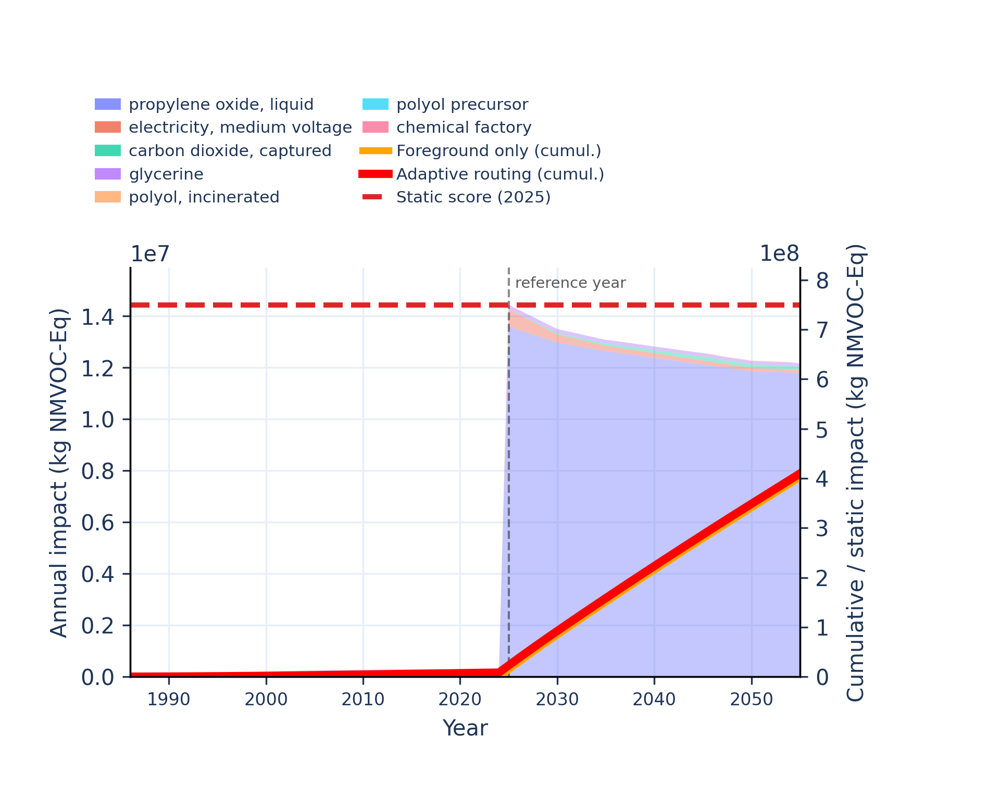 propylene oxide, liquid
electricity, medium voltage
carbon dioxide, captured
glycerine
polyol, incinerated
polyol precursor
chemical factory
Foreground only (cumul.)
Adaptive routing (cumul.)
Static score (2025)
1e7
1e8
reference year
Annual impact (kg NMVOC-Eq)
1.4
1.2
1.0
0.8
0.6
0.4
0.2
0.0
8
7
6
5
4
3
2
1
0
Cumulative / static impact (kg NMVOC-Eq)
1990 2000 2010 2020 2030 2040 2050
Year